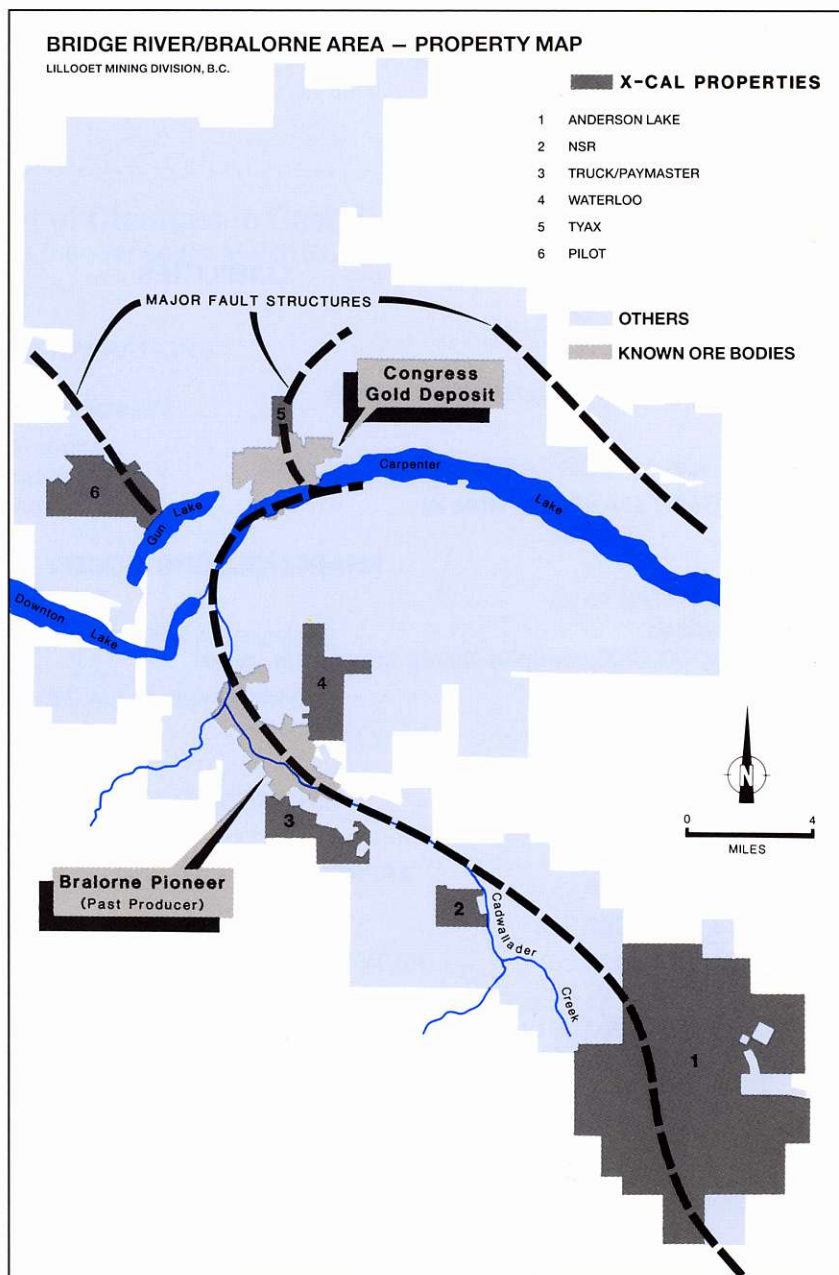 BRIDGE RIVER/BRALORNE AREA – PROPERTY MAP
LILLOOET MINING DIVISION, B.C.
X-CAL PROPERTIES
1 ANDERSON LAKE
2 NSR
3 TRUCK/PAYMASTER
4 WATERLOO
5 TYAX
6 PILOT
MAJOR FAULT STRUCTURES
OTHERS
KNOWN ORE BODIES
Congress
Gold Deposit
5
Carpenter
Lake
6
Gun Lake
Downton
Lake
4
N
0 4
MILES
3
Bralorne Pioneer
(Past Producer)
2
Cadwallader
Creek
1